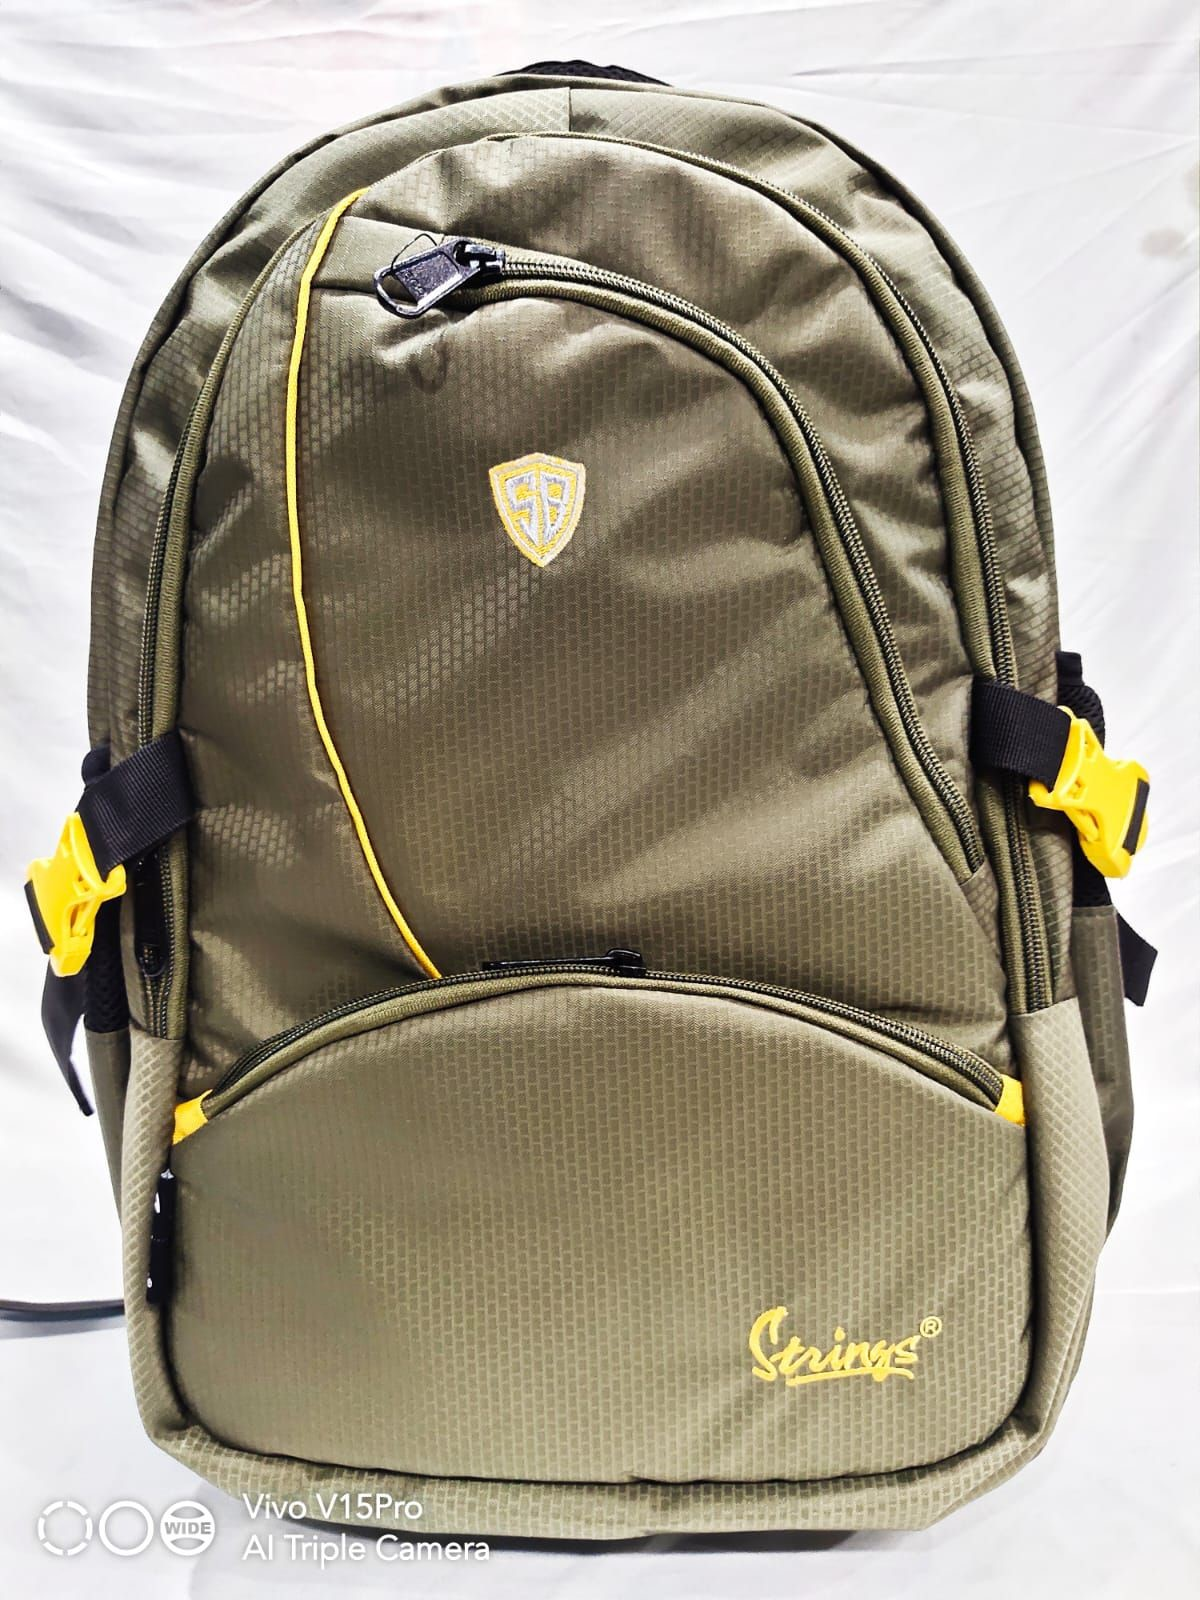 SB
Strings®
Vivo V15Pro
WIDE
AI Triple Camera